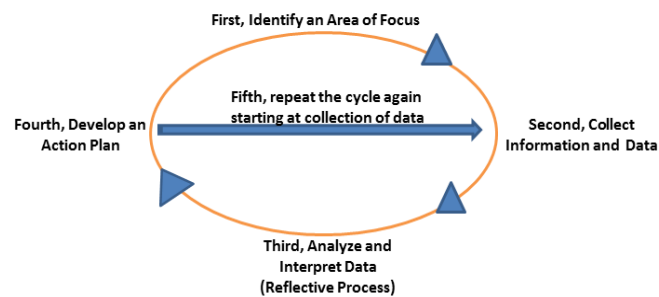 First, Identify an Area of Focus
Fifth, repeat the cycle again
starting at collection of data
Fourth, Develop an
Action Plan
Second, Collect
Information and Data
Third, Analyze and
Interpret Data
(Reflective Process)